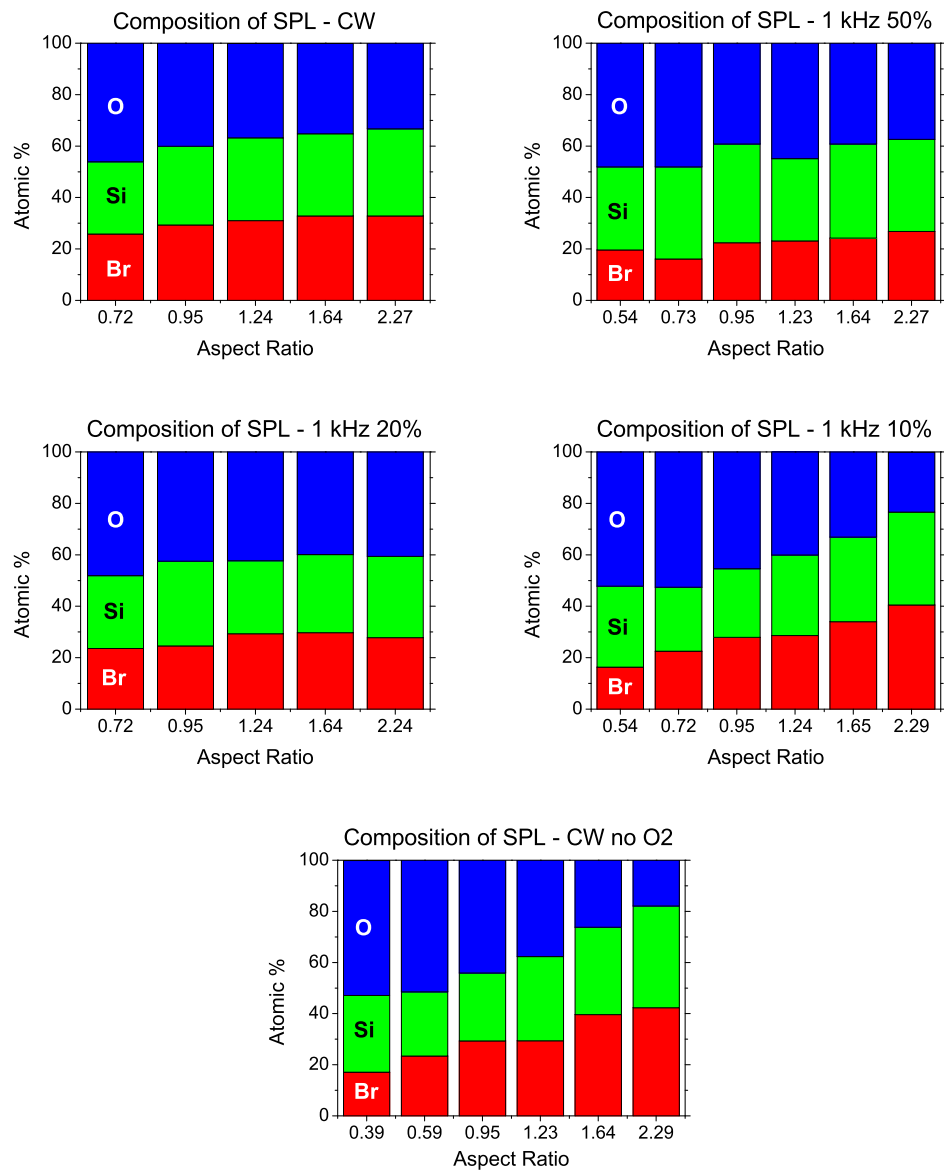 Composition of SPL - CW
100
80
60
40
20
0
Atomic %
O
Si
Br
0.72 0.95 1.24 1.64 2.27
Aspect Ratio
Composition of SPL - 1 kHz 50%
100
80
60
40
20
0
Atomic %
O
Si
Br
0.54 0.73 0.95 1.23 1.64 2.27
Aspect Ratio
Composition of SPL - 1 kHz 20%
100
80
60
40
20
0
Atomic %
O
Si
Br
0.72 0.95 1.24 1.64 2.24
Aspect Ratio
Composition of SPL - 1 kHz 10%
100
80
60
40
20
0
Atomic %
O
Si
Br
0.54 0.72 0.95 1.24 1.65 2.29
Aspect Ratio
Composition of SPL - CW no O2
100
80
60
40
20
0
Atomic %
O
Si
Br
0.39 0.59 0.95 1.23 1.64 2.29
Aspect Ratio